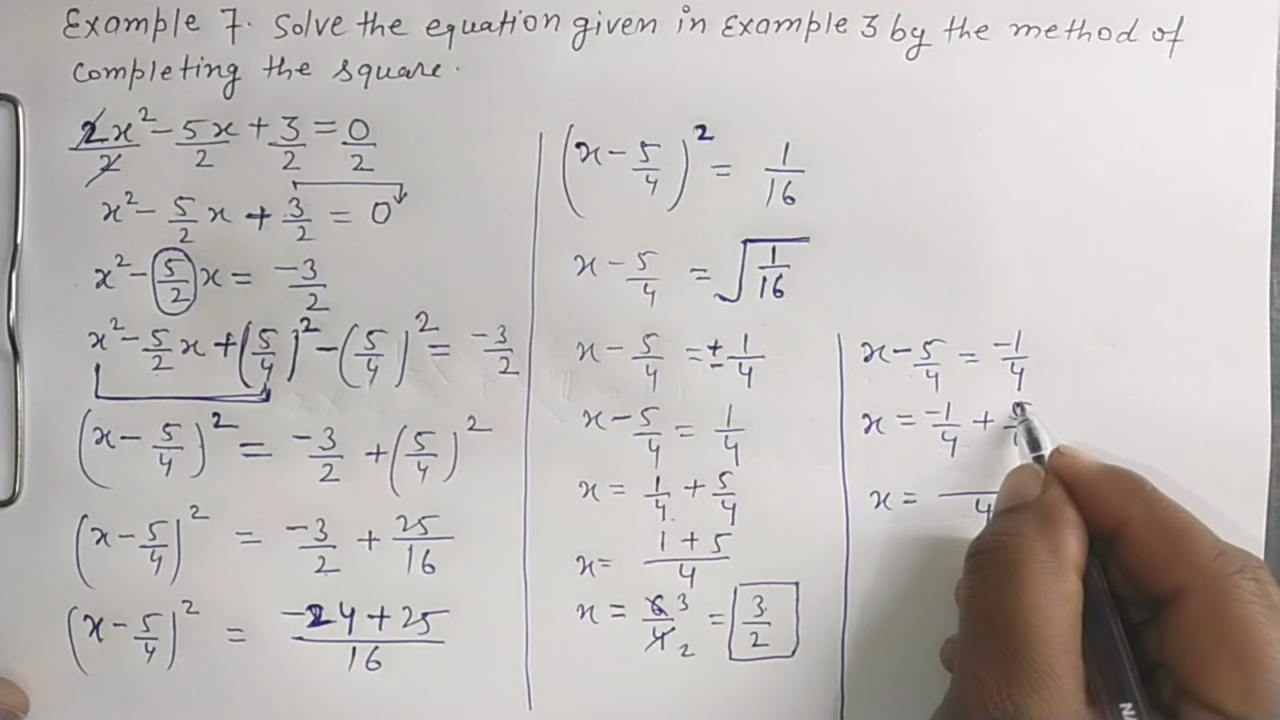 Example 7. Solve the equation given in Example 3 by the method of
completing the square.
2x²/2 - 5x/2 + 3/2 = 0/2
x² - 5/2 x + 3/2 = 0
x² - 5/2 x = -3/2
x² - 5/2 x + (5/4)² - (5/4)² = -3/2
(x - 5/4)² = -3/2 + (5/4)²
(x - 5/4)² = -3/2 + 25/16
(x - 5/4)² = -24+25/16
(x - 5/4)² = 1/16
x - 5/4 = √1/16
x - 5/4 = ± 1/4
x - 5/4 = 1/4
x = 1/4 + 5/4
x = 1+5/4
x = 6/4 3 2 = 3/2
x - 5/4 = -1/4
x = -1/4 + 5
x = /4
N